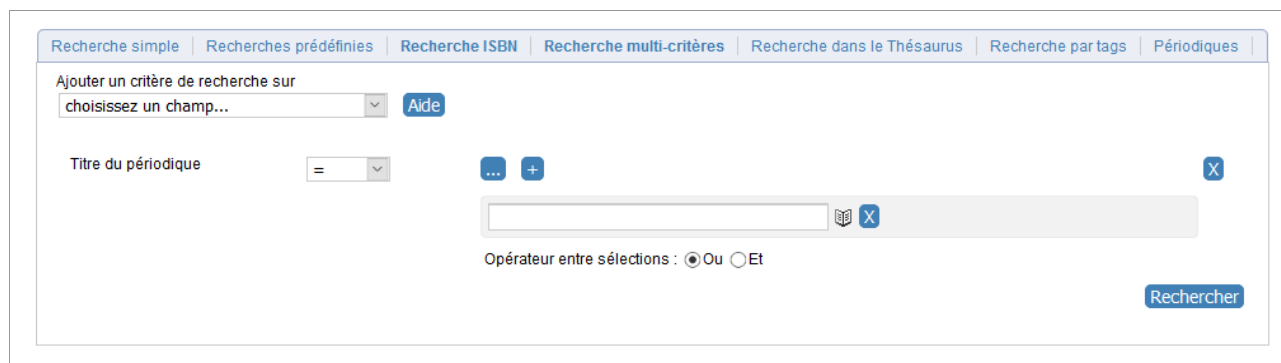 Recherche simple Recherches prédéfinies Recherche ISBN Recherche multi-critères Recherche dans le Thésaurus Recherche par tags Périodiques
Ajouter un critère de recherche sur
choisissez un champ... Aide
Titre du périodique = ... + X
X
Opérateur entre sélections : Ou Et
Rechercher